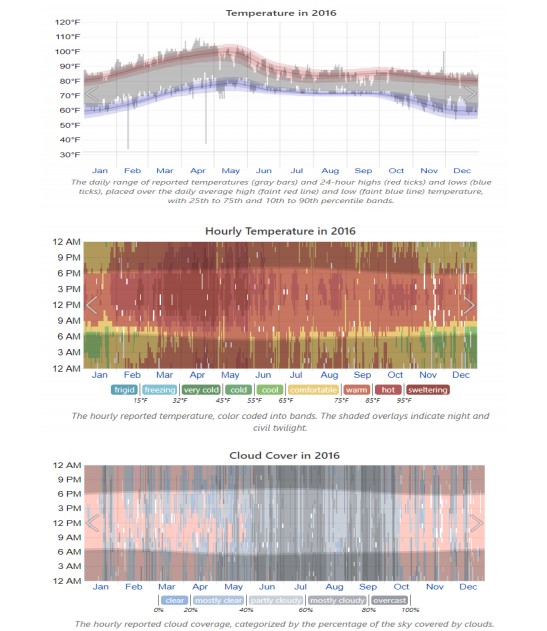 Temperature in 2016
120°F
110°F
100°F
90°F
80°F
70°F
60°F
50°F
40°F
30°F
Jan Feb Mar Apr May Jun Jul Aug Sep Oct Nov Dec
The daily range of reported temperatures (gray bars) and 24-hour highs (red ticks) and lows (blue
ticks), placed over the daily average high (faint red line) and low (faint blue line) temperature,
with 25th to 75th and 10th to 90th percentile bands.
Hourly Temperature in 2016
12 AM
9 PM
6 PM
3 PM
12 PM
9 AM
6 AM
3 AM
12 AM
Jan Feb Mar Apr May Jun Jul Aug Sep Oct Nov Dec
frigid freezing very cold cold cool comfortable warm hot sweltering
15°F 32°F 45°F 55°F 65°F 75°F 85°F 95°F
The hourly reported temperature, color coded into bands. The shaded overlays indicate night and
civil twilight.
Cloud Cover in 2016
12 AM
9 PM
6 PM
3 PM
12 PM
9 AM
6 AM
3 AM
12 AM
Jan Feb Mar Apr May Jun Jul Aug Sep Oct Nov Dec
clear mostly clear partly cloudy mostly cloudy overcast
0% 20% 40% 60% 80% 100%
The hourly reported cloud coverage, categorized by the percentage of the sky covered by clouds.